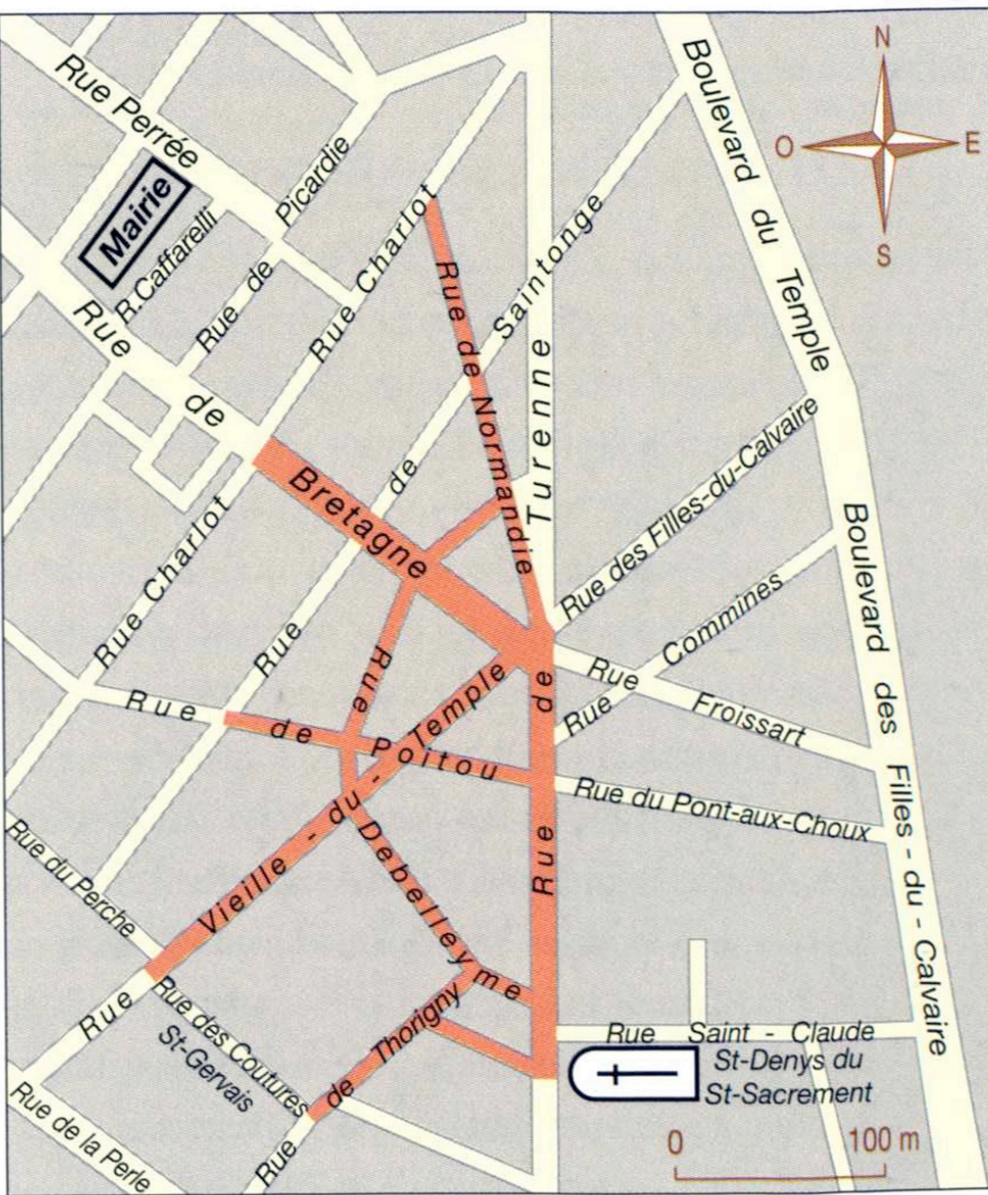 Rue Perrée
Mairie
R.Caffarelli
Rue de Picardie
Rue Charlot
Rue de Normandie
Rue de Saintonge
Rue de Turenne
Boulevard du Temple
N
O
E
S
Rue de Bretagne
Rue des Filles-du-Calvaire
Rue Commines
Rue Froissart
Boulevard des Filles - du - Calvaire
Rue Charlot
Rue de Poitou
Rue du Pont-aux-Choux
Rue Vieille - du - Temple
Rue Debelleyme
Rue du Perche
Rue des Coutures
St-Gervais
Rue de Thorigny
Rue de la Perle
Rue Saint - Claude
St-Denys du
St-Sacrement
0 100 m